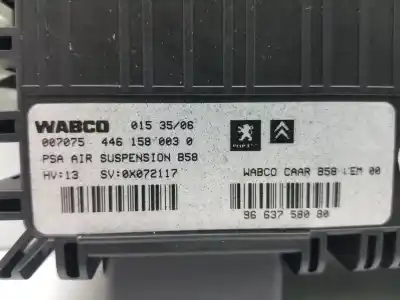 WABCO 015 35/06
007075 446 158 003 0
PSA AIR SUSPENSION B58
HV:13 SV:0X072117
WABCO CAAR B58 EM 00
96 637 580 80